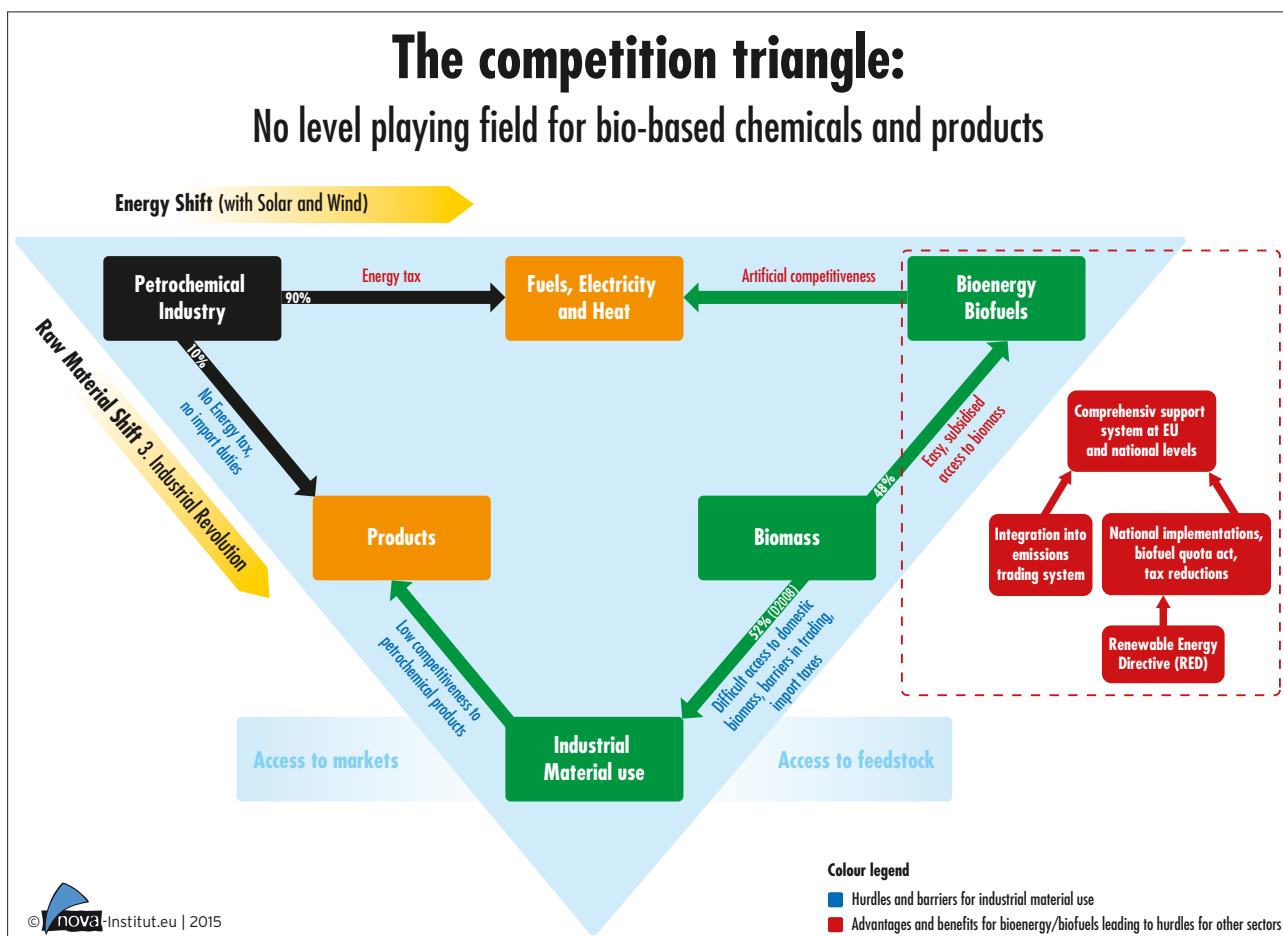 The competition triangle:
No level playing field for bio-based chemicals and products
Energy Shift (with Solar and Wind)
Petrochemical
Industry
90%
Energy tax
Fuels, Electricity
and Heat
Artificial competitiveness
Bioenergy
Biofuels
10%
No Energy tax,
no import duties
Raw Material Shift 3. Industrial Revolution
Products
Biomass
48%
Easy, subsidised
access to biomass
Comprehensiv support
system at EU
and national levels
Integration into
emissions
trading system
National implementations,
biofuel quota act,
tax reductions
Renewable Energy
Directive (RED)
52% (D2008)
Difficult access to domestic
biomass, barriers in trading,
import taxes
Low competitiveness to
petrochemical products
Access to markets
Industrial
Material use
Access to feedstock
Colour legend
Hurdles and barriers for industrial material use
Advantages and benefits for bioenergy/biofuels leading to hurdles for other sectors
© nova-Institut.eu | 2015